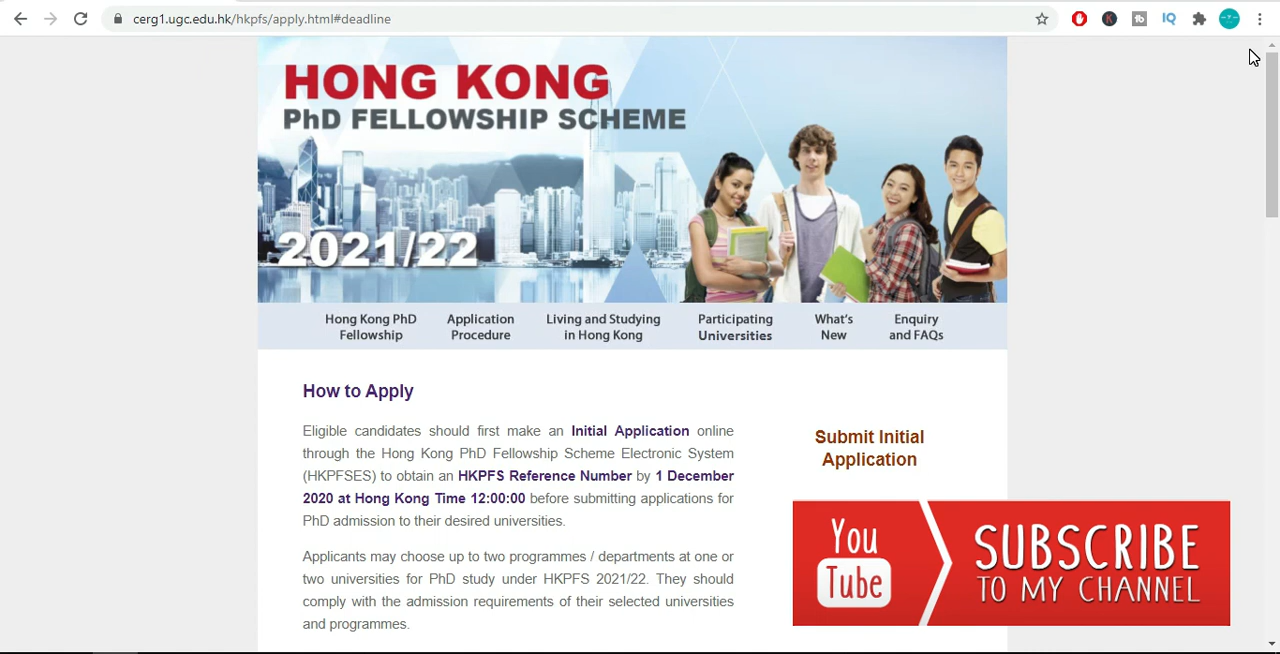 cerg1.ugc.edu.hk/hkpfs/apply.html#deadline
K
tb
IQ
HONG KONG
PhD FELLOWSHIP SCHEME
2021/22
Hong Kong PhD
Fellowship
Application
Procedure
Living and Studying
in Hong Kong
Participating
Universities
What's
New
Enquiry
and FAQs
How to Apply
Eligible candidates should first make an Initial Application online
through the Hong Kong PhD Fellowship Scheme Electronic System
(HKPFSES) to obtain an HKPFS Reference Number by 1 December
2020 at Hong Kong Time 12:00:00 before submitting applications for
PhD admission to their desired universities.
Applicants may choose up to two programmes / departments at one or
two universities for PhD study under HKPFS 2021/22. They should
comply with the admission requirements of their selected universities
and programmes.
Submit Initial
Application
You
Tube
SUBSCRIBE
TO MY CHANNEL